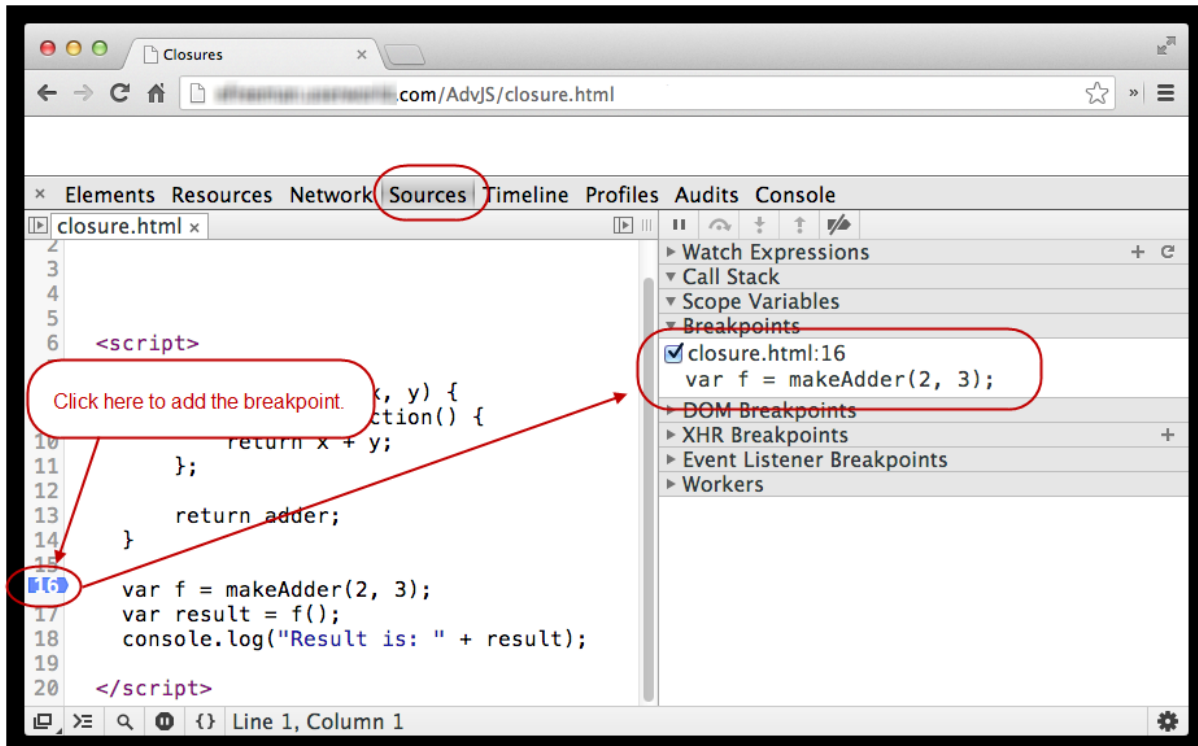 Closures ×
.com/AdvJS/closure.html
» 
× Elements Resources Network Sources Timeline Profiles Audits Console
closure.html ×
2
3
4
5
6 <script>
Click here to add the breakpoint.
x, y) {
ction() {
10 return x + y;
11 };
12
13 return adder;
14 }
15
16 var f = makeAdder(2, 3);
17 var result = f();
18 console.log("Result is: " + result);
19
20 </script>
{} Line 1, Column 1
Watch Expressions +
Call Stack
Scope Variables
Breakpoints
closure.html:16
var f = makeAdder(2, 3);
DOM Breakpoints
XHR Breakpoints +
Event Listener Breakpoints
Workers